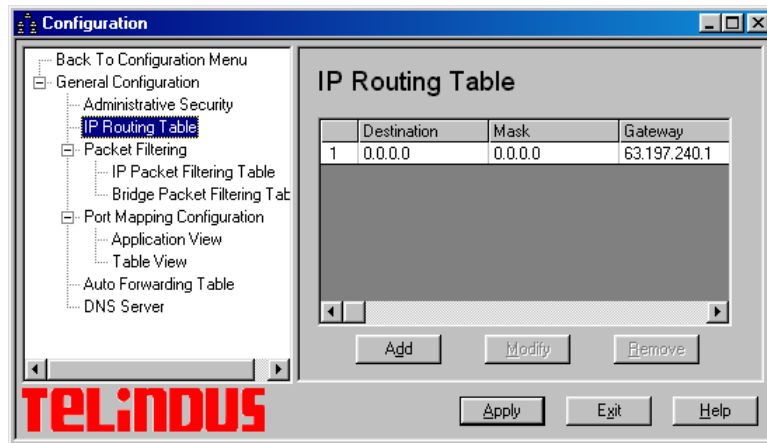 Configuration
Back To Configuration Menu
General Configuration
Administrative Security
IP Routing Table
Packet Filtering
IP Packet Filtering Table
Bridge Packet Filtering Tab
Port Mapping Configuration
Application View
Table View
Auto Forwarding Table
DNS Server
IP Routing Table
Destination Mask Gateway
1 0.0.0.0 0.0.0.0 63.197.240.1
Add Modify Remove
TELiNDUS
Apply Exit Help